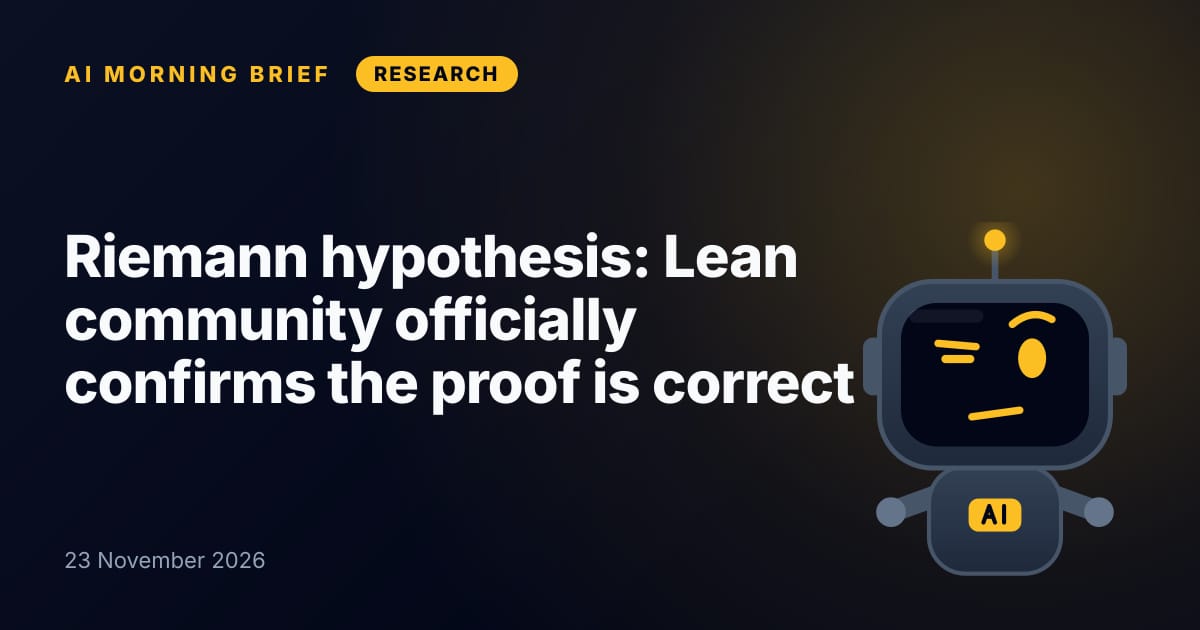 AI MORNING BRIEF RESEARCH
Riemann hypothesis: Lean
community officially
confirms the proof is correct
AI
23 November 2026